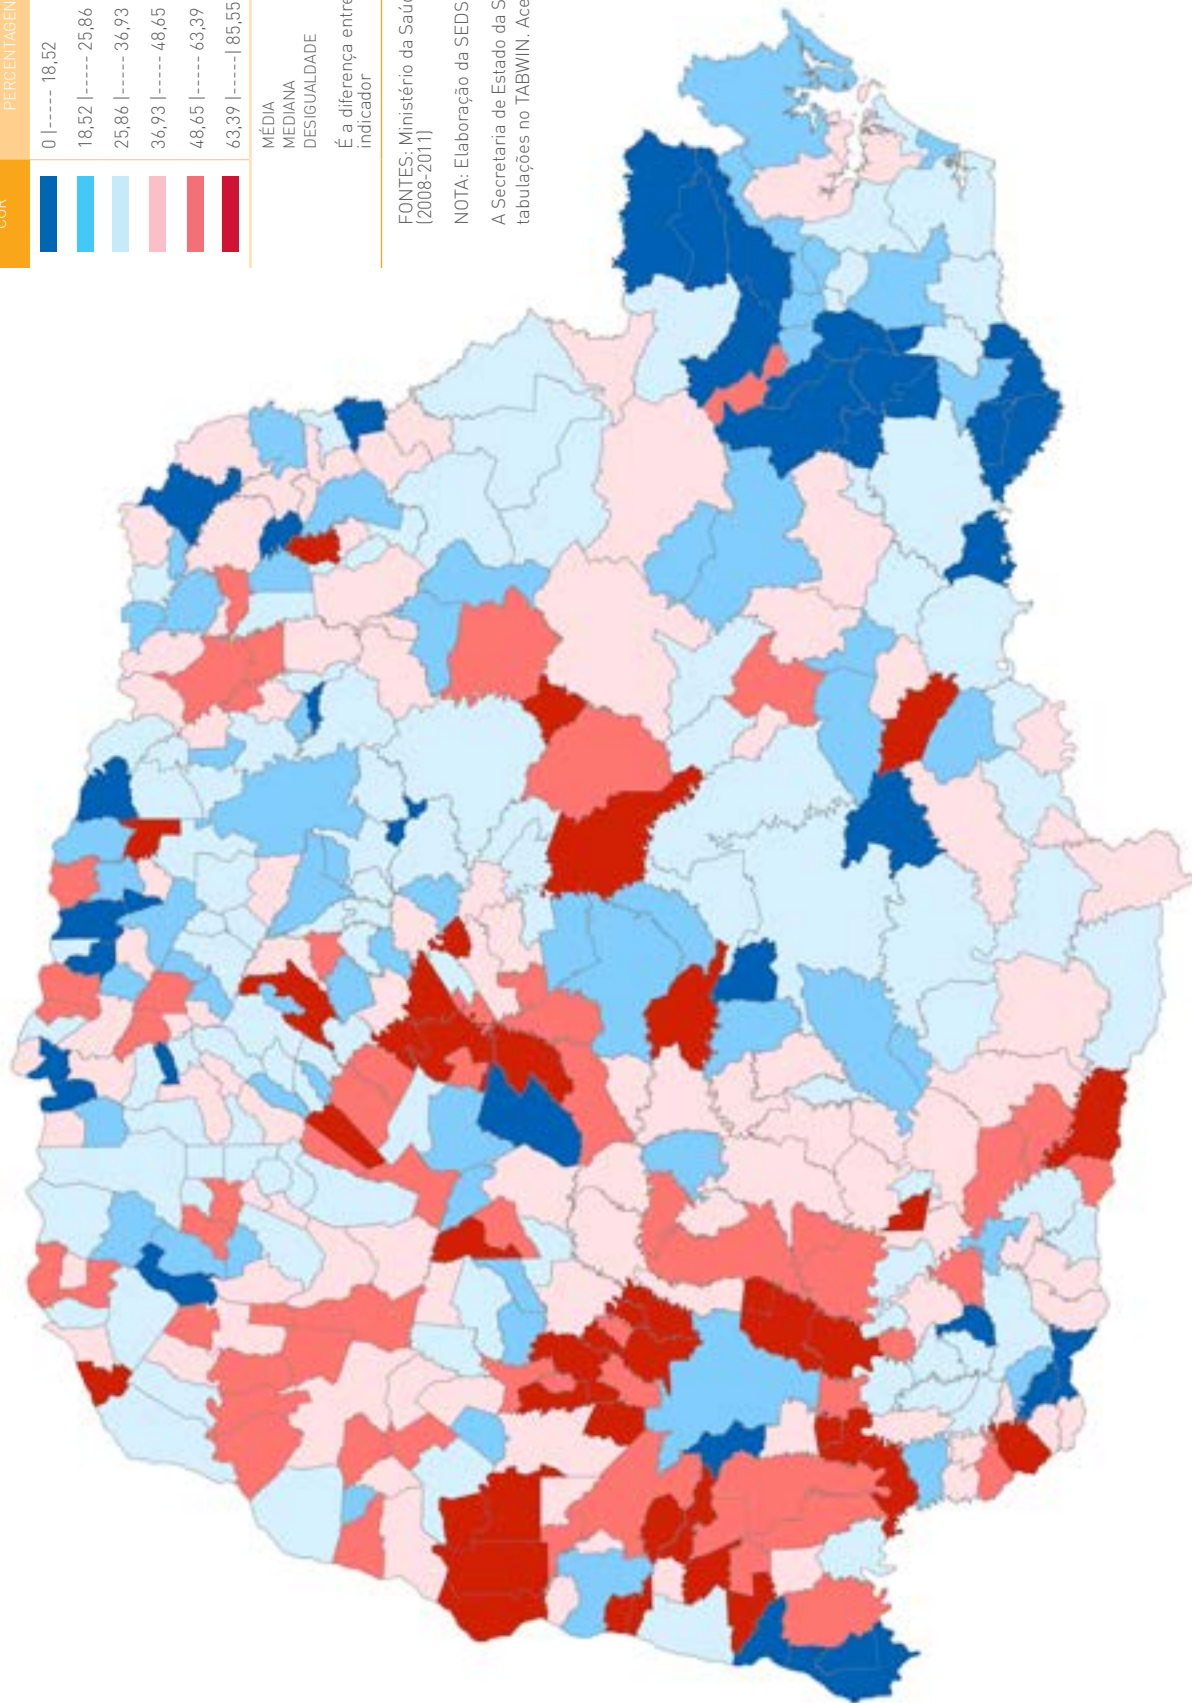 COR
PERCENTAGEN
0 |----- 18,52
18,52 |----- 25,86
25,86 |----- 36,93
36,93 |----- 48,65
48,65 |----- 63,39
63,39 |-----| 85,55
MÉDIA
MEDIANA
DESIGUALDADE
É a diferença entre
indicador
FONTES: Ministério da Saúd
(2008-2011)
NOTA: Elaboração da SEDS
A Secretaria de Estado da S
tabulações no TABWIN. Ace